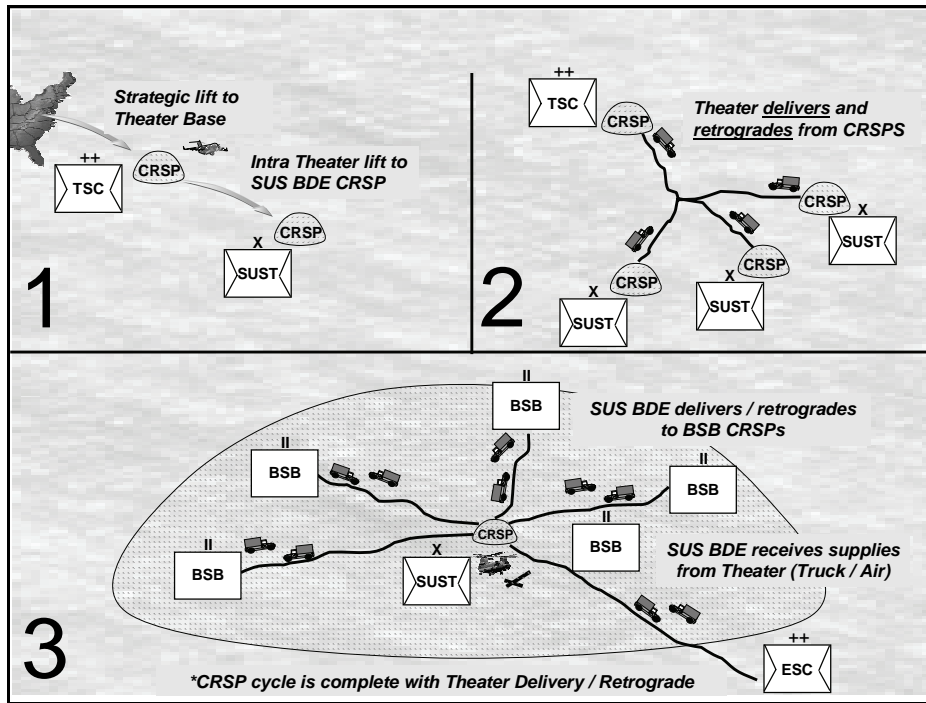 Strategic lift to
Theater Base
++
TSC
CRSP
Intra Theater lift to
SUS BDE CRSP
CRSP
X
SUST
1
++
TSC
CRSP
Theater delivers and
retrogrades from CRSPS
CRSP
X
SUST
CRSP
X
SUST
CRSP
X
SUST
2
II
BSB
SUS BDE delivers / retrogrades
to BSB CRSPs
II
BSB
II
BSB
CRSP
II
BSB
II
BSB
X
SUST
SUS BDE receives supplies
from Theater (Truck / Air)
++
ESC
3
*CRSP cycle is complete with Theater Delivery / Retrograde